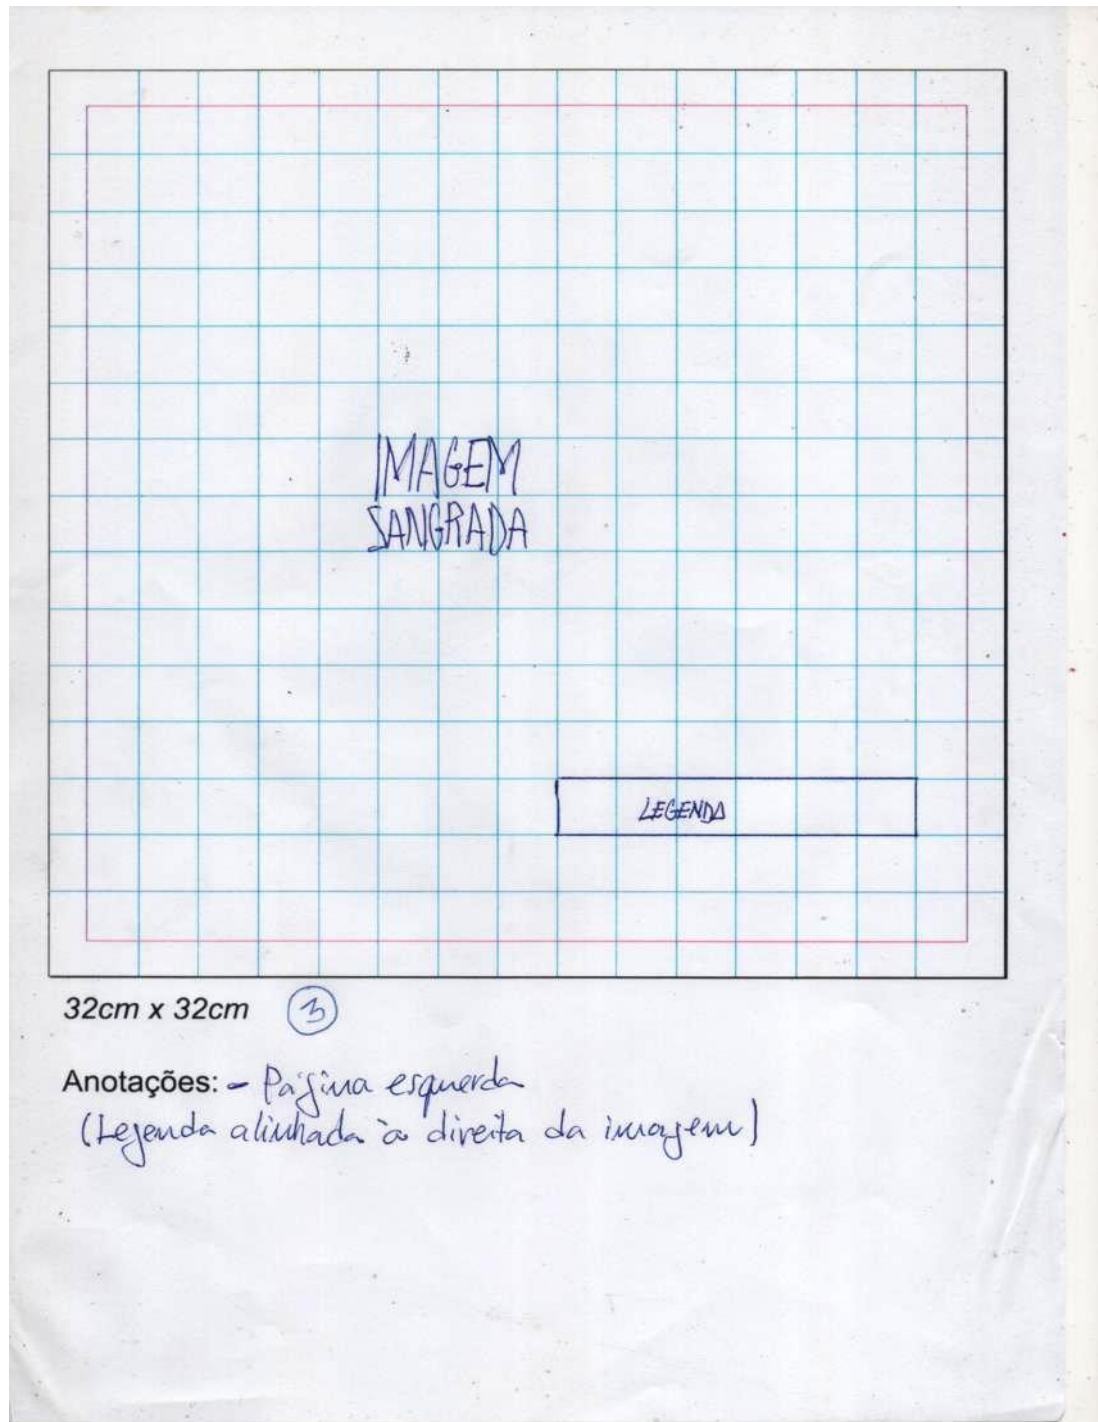 IMAGEM
SANGRADA
LEGENDA
32cm x 32cm 3
Anotações: - Página esquerda
(Legenda alinhada à direita da imagem)